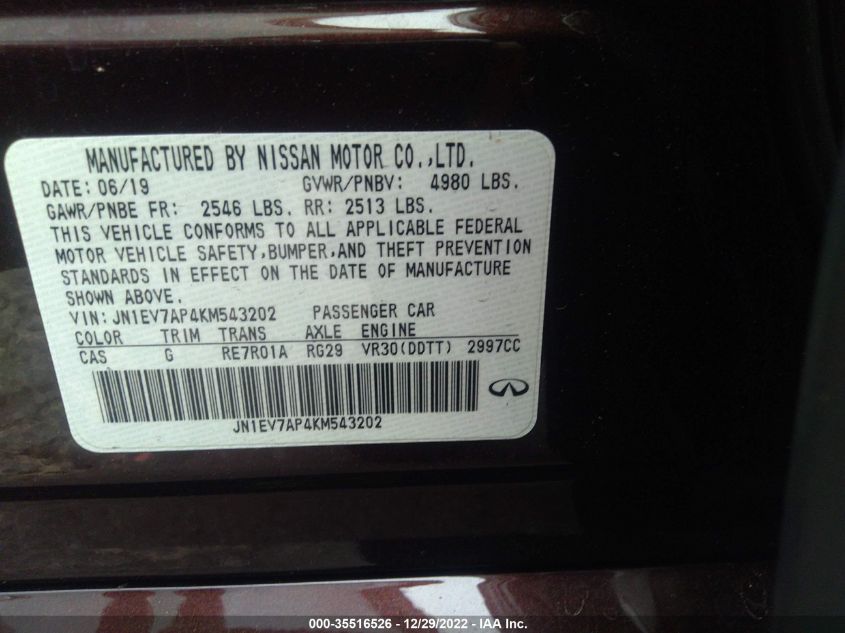 MANUFACTURED BY NISSAN MOTOR CO.,LTD.
DATE: 06/19 GVWR/PNBV: 4980 LBS.
GAWR/PNBE FR: 2546 LBS. RR: 2513 LBS.
THIS VEHICLE CONFORMS TO ALL APPLICABLE FEDERAL
MOTOR VEHICLE SAFETY,BUMPER,AND THEFT PREVENTION
STANDARDS IN EFFECT ON THE DATE OF MANUFACTURE
SHOWN ABOVE.
VIN: JN1EV7AP4KM543202 PASSENGER CAR
COLOR TRIM TRANS AXLE ENGINE
CAS G RE7R01A RG29 VR30(DDTT) 2997CC
JN1EV7AP4KM543202
000-35516526 - 12/29/2022 - IAA Inc.